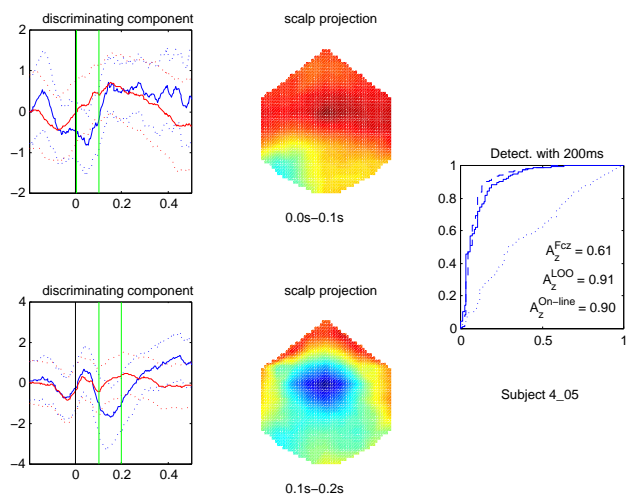 discriminating component
scalp projection
2
1
0
−1
−2
0
0.2
0.4
0.0s−0.1s
discriminating component
scalp projection
4
2
0
−2
−4
0
0.2
0.4
0.1s−0.2s
Detect. with 200ms
1
0.8
0.6
0.4
0.2
0
0
0.5
1
A_z^Fcz = 0.61
A_z^LOO = 0.91
A_z^On−line = 0.90
Subject 4_05